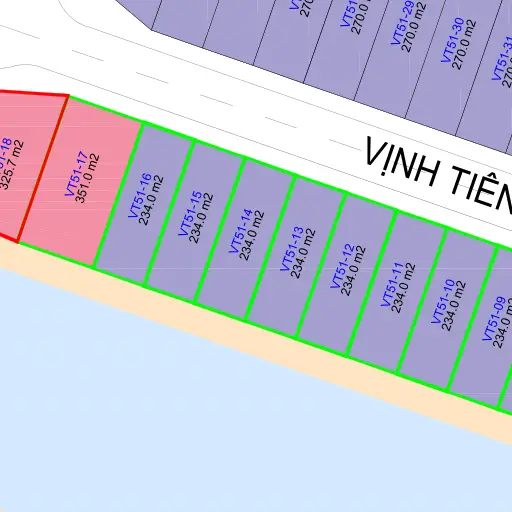 270.0 m2
VT51-29
270.0 m2
VT51-30
270.0 m2
VỊNH TIÊN
325.7 m2
VT51-17
351.0 m2
VT51-16
234.0 m2
VT51-15
234.0 m2
VT51-14
234.0 m2
VT51-13
234.0 m2
VT51-12
234.0 m2
VT51-11
234.0 m2
VT51-10
234.0 m2
VT51-09
234.0 m2